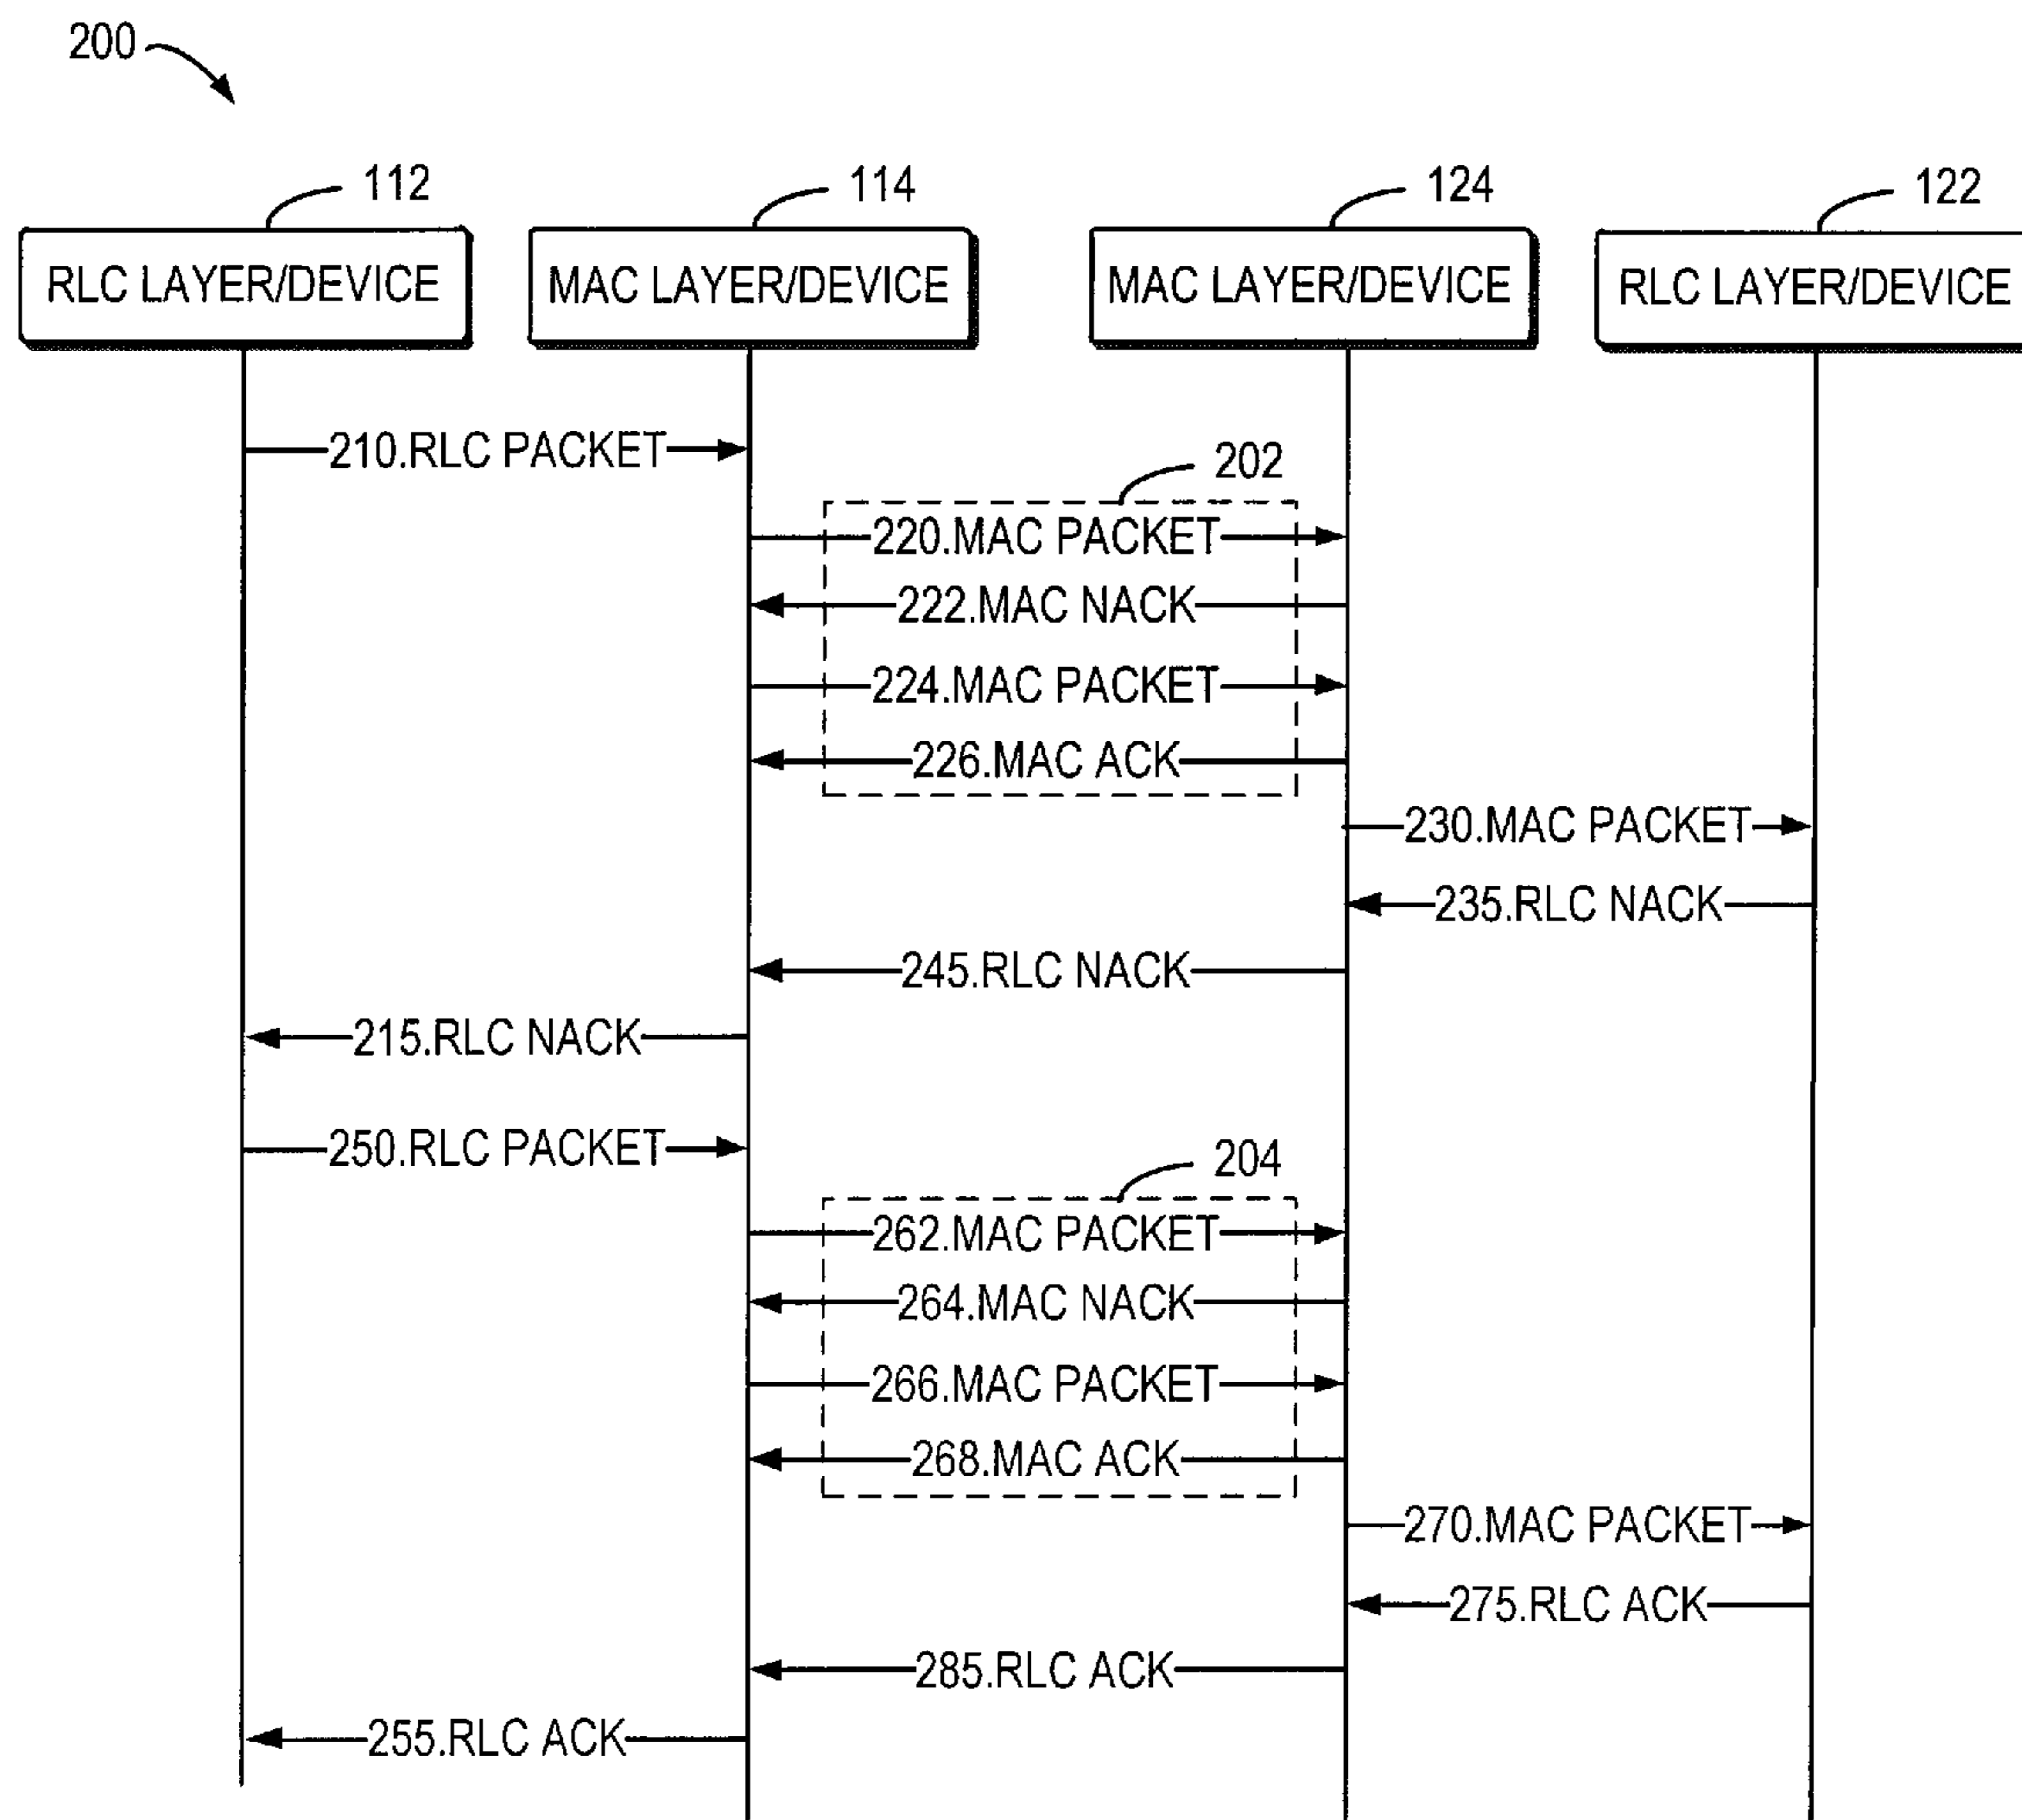 200
112
114
124
122
RLC LAYER/DEVICE
MAC LAYER/DEVICE
MAC LAYER/DEVICE
RLC LAYER/DEVICE
210.RLC PACKET
202
220.MAC PACKET
222.MAC NACK
224.MAC PACKET
226.MAC ACK
230.MAC PACKET
235.RLC NACK
245.RLC NACK
215.RLC NACK
250.RLC PACKET
204
262.MAC PACKET
264.MAC NACK
266.MAC PACKET
268.MAC ACK
270.MAC PACKET
275.RLC ACK
285.RLC ACK
255.RLC ACK